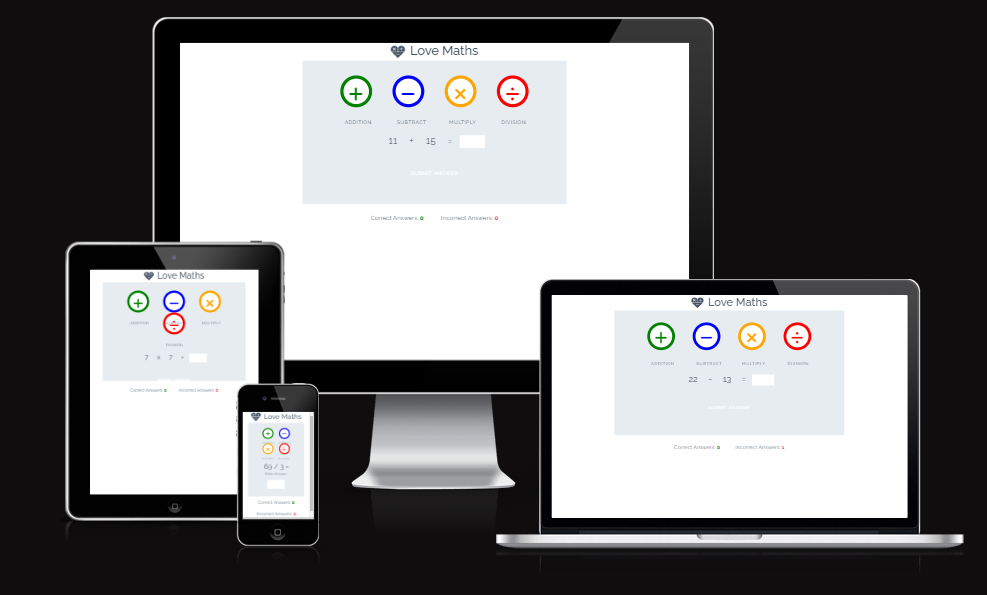 Love Maths
+ − × ÷
ADDITION SUBTRACT MULTIPLY DIVISION
11 + 15 =
SUBMIT ANSWER
Correct Answers: 0 Incorrect Answers: 0
Love Maths
+ − ×
÷
ADDITION MULTIPLY
DIVISION
7 x 7 =
Correct Answers: 0 Incorrect Answers: 0
Love Maths
+ −
× ÷
69 / 3 =
Correct Answers: 0
Incorrect Answers: 0
Love Maths
+ − × ÷
ADDITION SUBTRACT MULTIPLY DIVISION
22 - 13 =
SUBMIT ANSWER
Correct Answers: 0 Incorrect Answers: 1